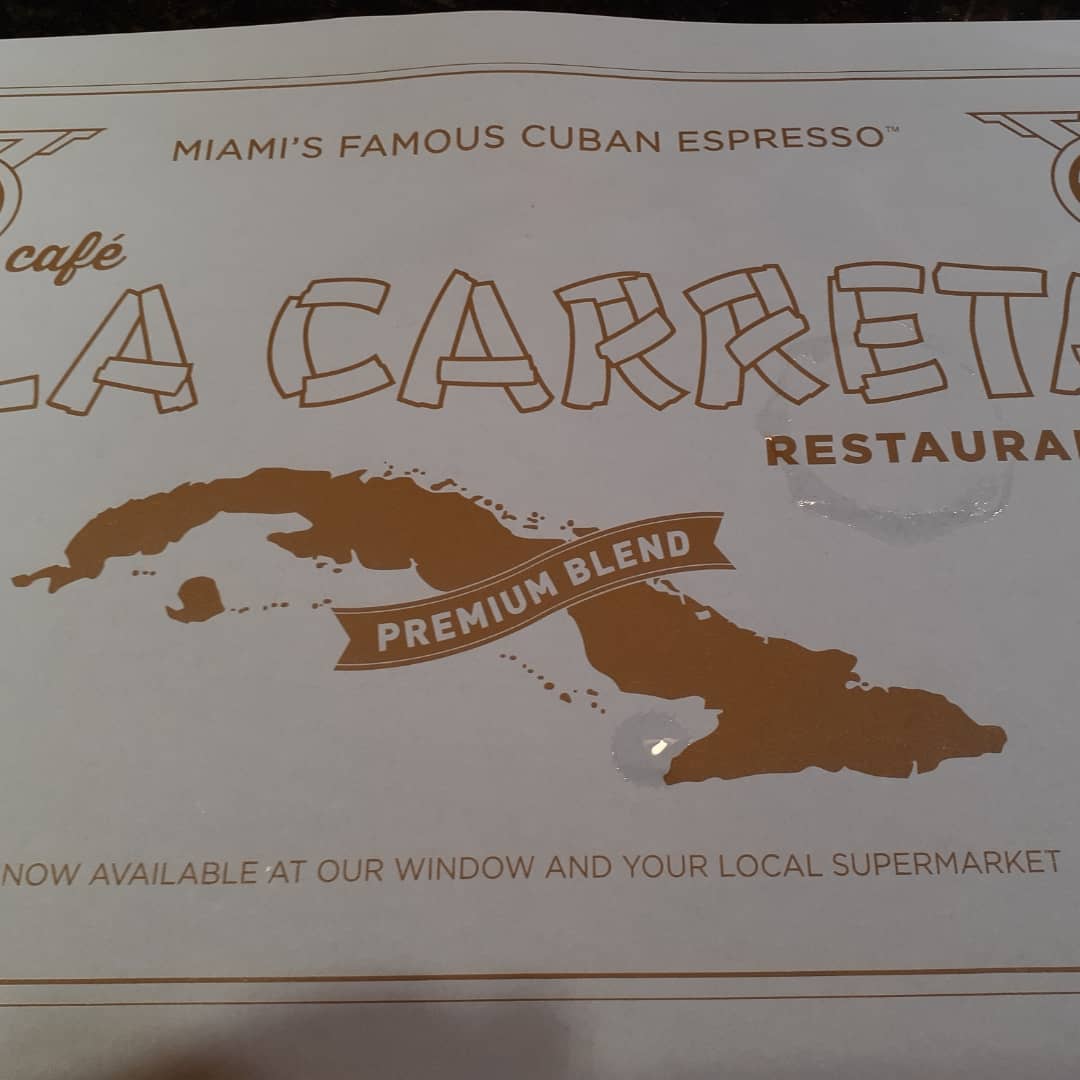 MIAMI'S FAMOUS CUBAN ESPRESSO™
café
LA CARRETA
RESTAURA
PREMIUM BLEND
NOW AVAILABLE AT OUR WINDOW AND YOUR LOCAL SUPERMARKET